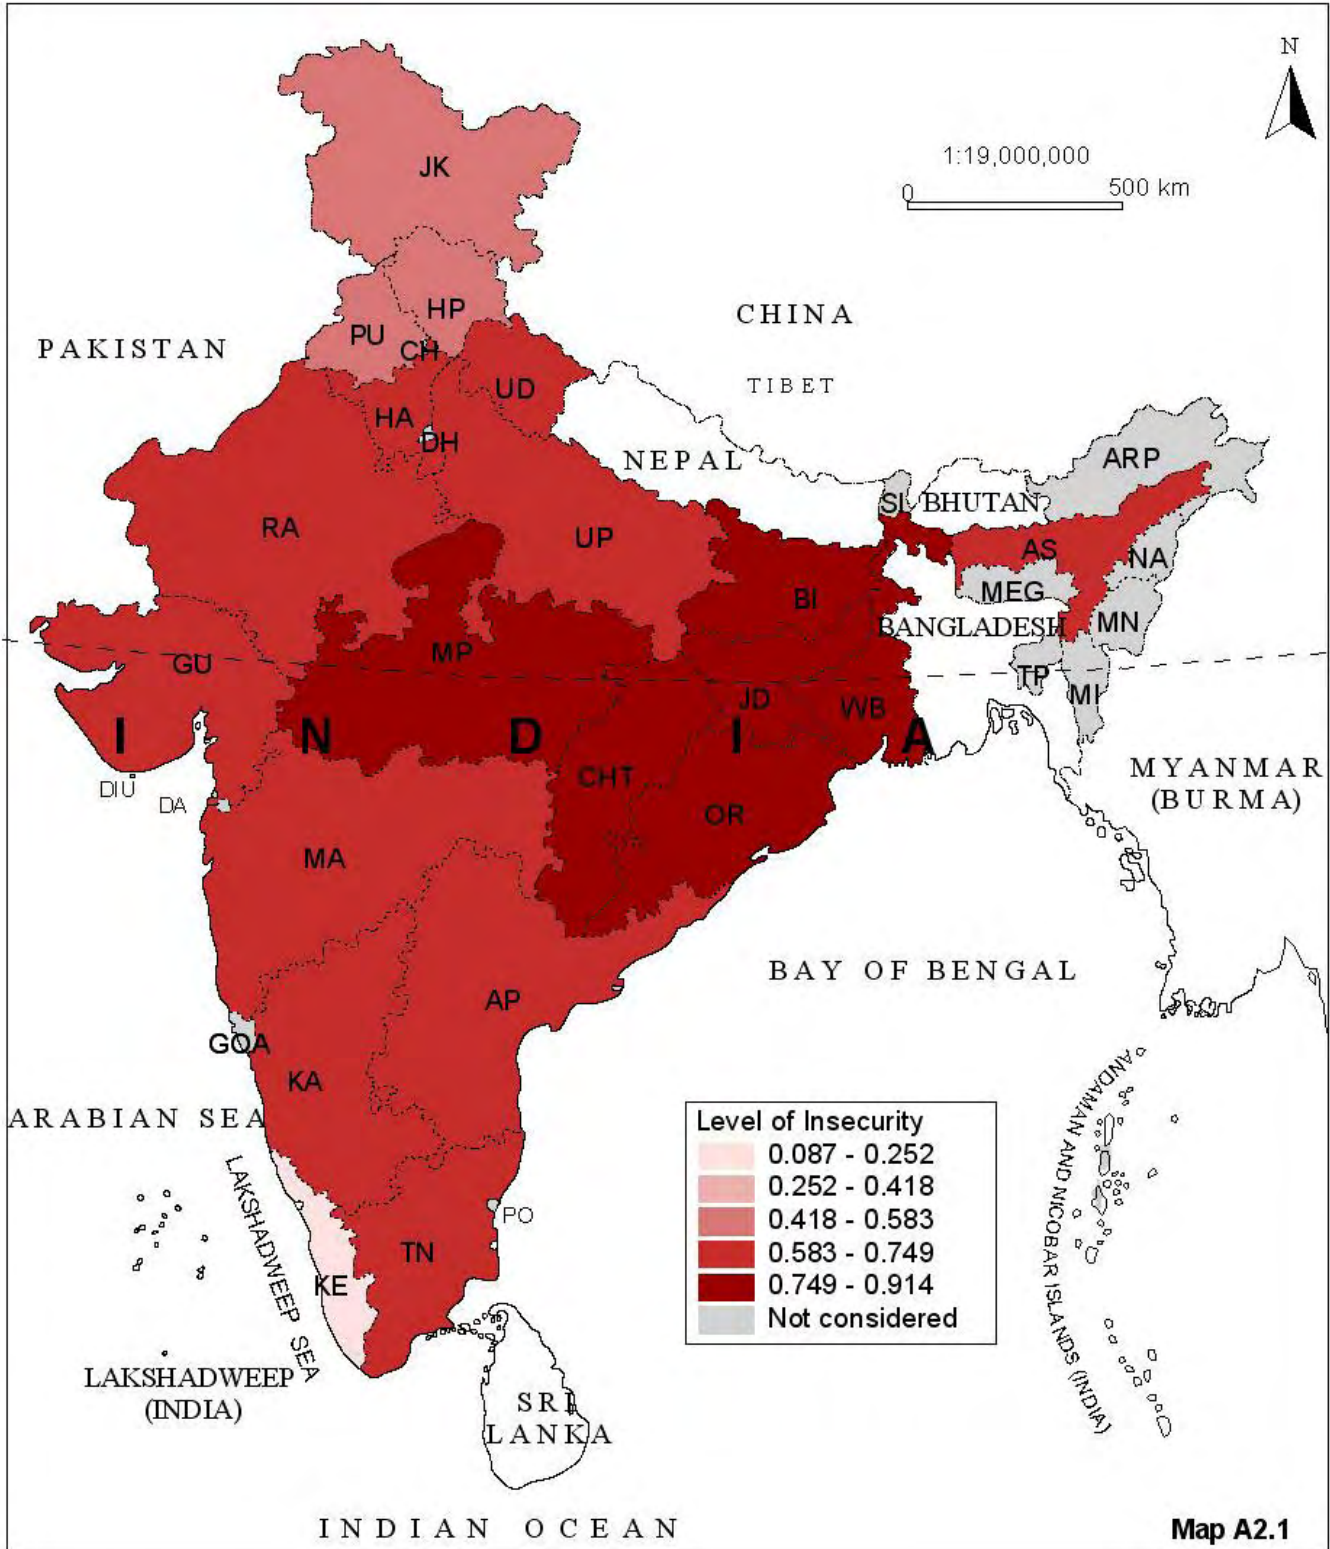 N
1:19,000,000
0 500 km
JK
HP
PU
CH
CHINA
PAKISTAN
TIBET
UD
HA
DH
NEPAL
ARP
SI BHUTAN
RA
UP
AS
NA
MEG
BI
BANGLADESH
MN
MP
GU
TP
MI
JD
WB
I N D I A
CHT
MYANMAR
(BURMA)
DIU
DA
OR
MA
BAY OF BENGAL
AP
GOA
KA
ARABIAN SEA
ANDAMAN AND NICOBAR ISLANDS (INDIA)
Level of Insecurity
0.087 - 0.252
0.252 - 0.418
0.418 - 0.583
0.583 - 0.749
0.749 - 0.914
Not considered
LAKSHADWEEP SEA
PO
TN
KE
LAKSHADWEEP
(INDIA)
SRI
LANKA
INDIAN OCEAN
Map A2.1